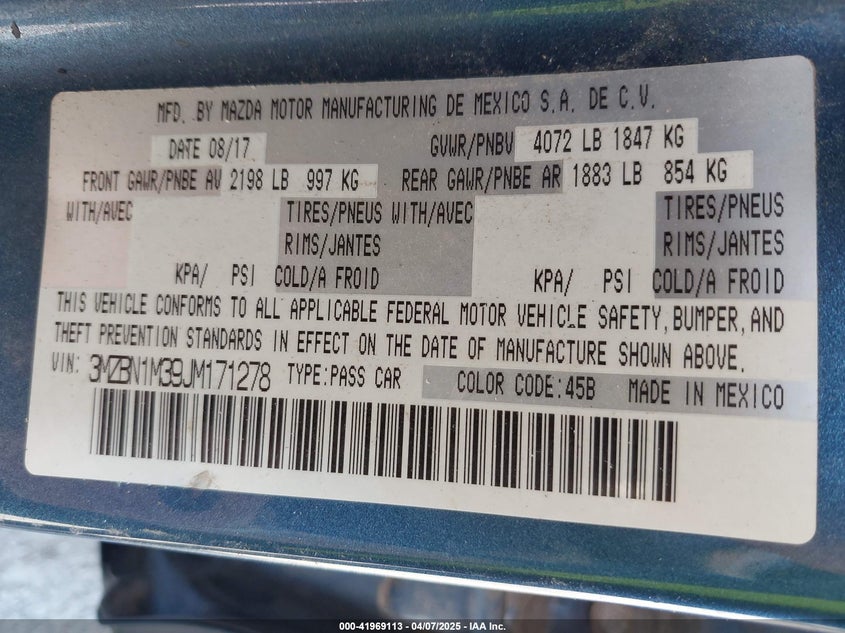 MFD. BY MAZDA MOTOR MANUFACTURING DE MEXICO S.A. DE C.V.
DATE 08/17 GVWR/PNBV 4072 LB 1847 KG
FRONT GAWR/PNBE AV 2198 LB 997 KG REAR GAWR/PNBE AR 1883 LB 854 KG
WITH/AVEC TIRES/PNEUS WITH/AVEC TIRES/PNEUS
RIMS/JANTES RIMS/JANTES
KPA/ PSI COLD/A FROID KPA/ PSI COLD/A FROID
THIS VEHICLE CONFORMS TO ALL APPLICABLE FEDERAL MOTOR VEHICLE SAFETY, BUMPER, AND
THEFT PREVENTION STANDARDS IN EFFECT ON THE DATE OF MANUFACTURE SHOWN ABOVE.
VIN: 3MZBN1M39JM171278 TYPE:PASS CAR COLOR CODE:45B MADE IN MEXICO
000-41969113 - 04/07/2025 - IAA Inc.